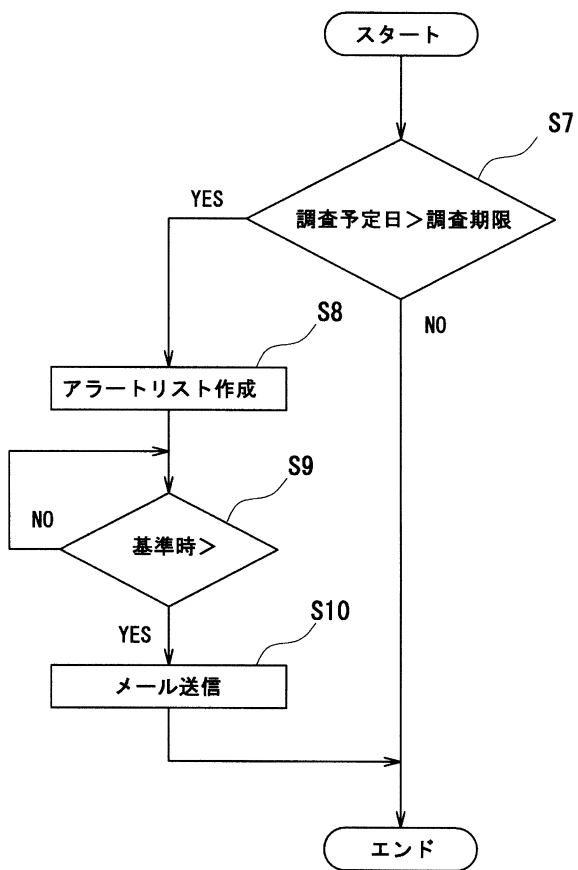 スタート
S7
調査予定日＞調査期限
YES
NO
S8
アラートリスト作成
S9
基準時＞
NO
YES
S10
メール送信
エンド